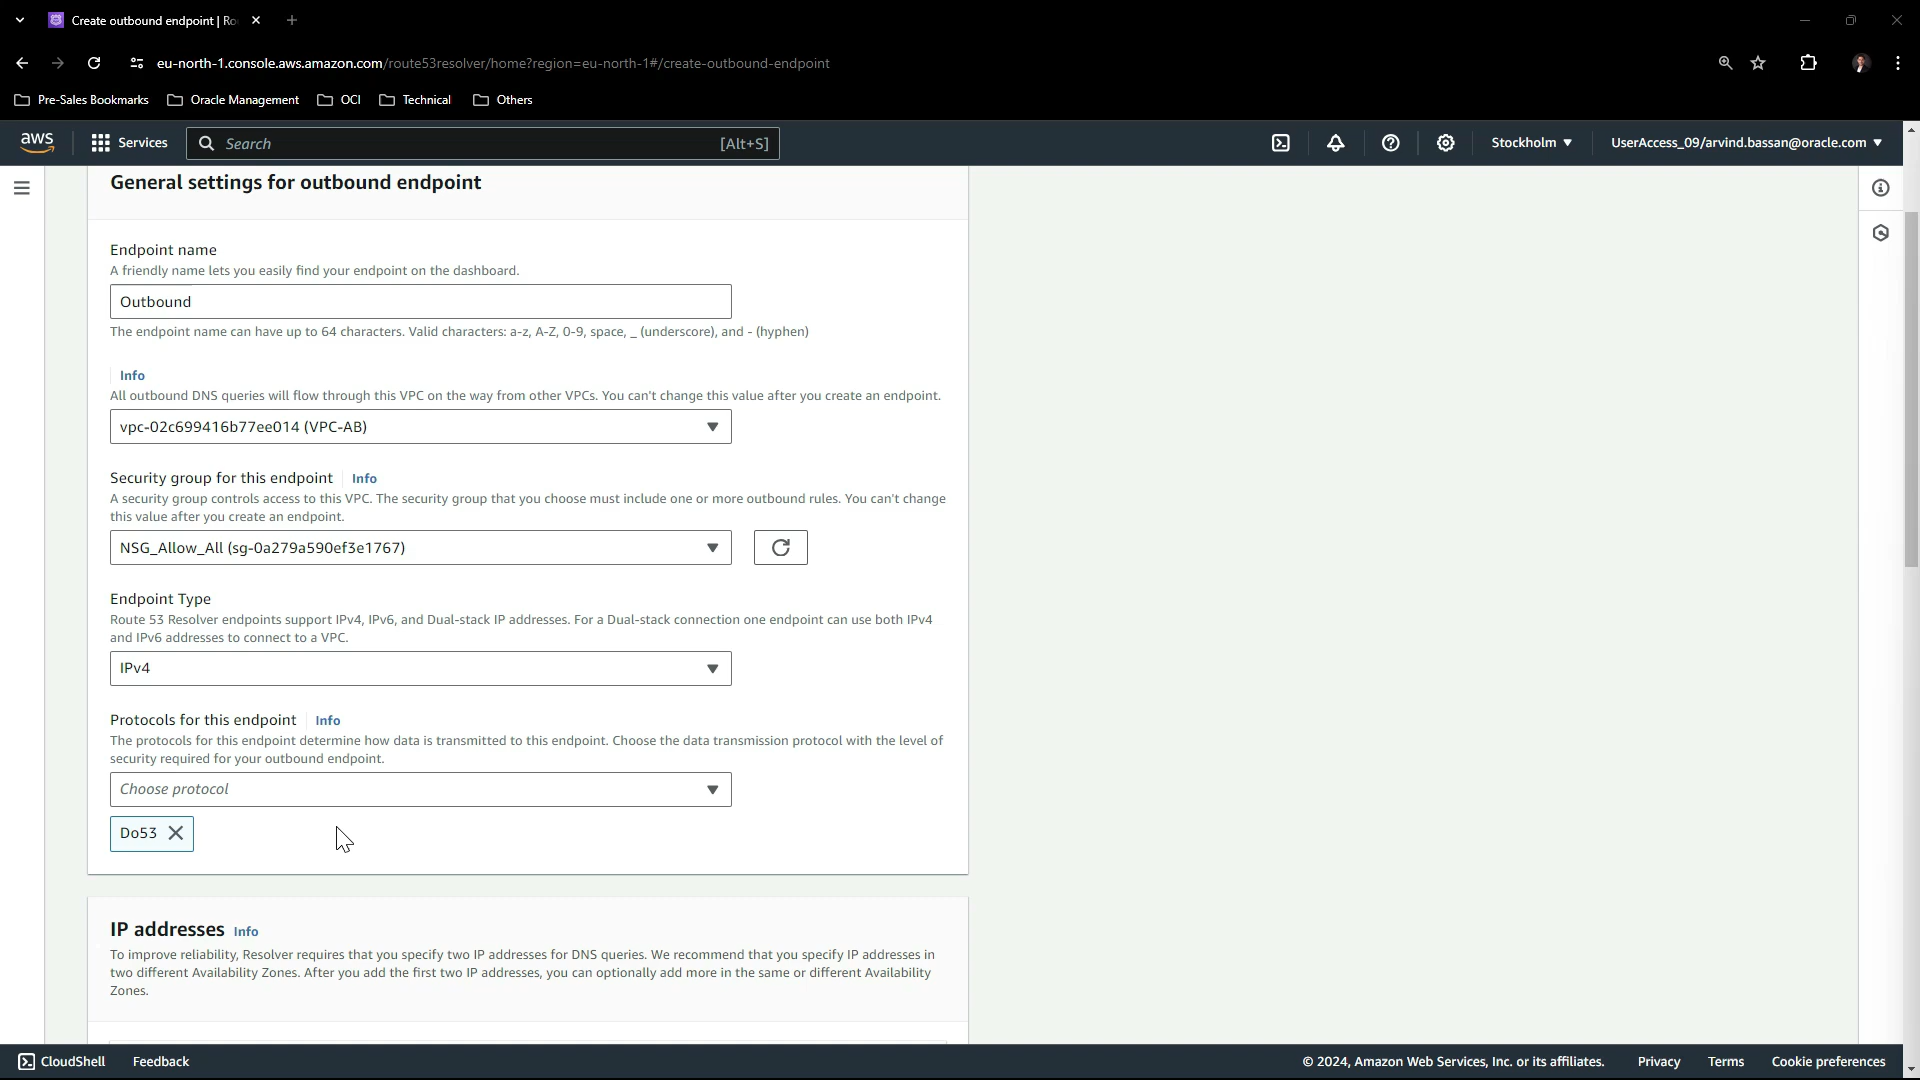 Create outbound endpoint | Ro
eu-north-1.console.aws.amazon.com/route53resolver/home?region=eu-north-1#/create-outbound-endpoint
Pre-Sales Bookmarks Oracle Management OCI Technical Others
aws Services Search [Alt+S] Stockholm UserAccess_09/arvind.bassan@oracle.com
General settings for outbound endpoint
Endpoint name
A friendly name lets you easily find your endpoint on the dashboard.
Outbound
The endpoint name can have up to 64 characters. Valid characters: a-z, A-Z, 0-9, space, _ (underscore), and - (hyphen)
Info
All outbound DNS queries will flow through this VPC on the way from other VPCs. You can't change this value after you create an endpoint.
vpc-02c699416b77ee014 (VPC-AB)
Security group for this endpoint Info
A security group controls access to this VPC. The security group that you choose must include one or more outbound rules. You can't change
this value after you create an endpoint.
NSG_Allow_All (sg-0a279a590ef3e1767)
Endpoint Type
Route 53 Resolver endpoints support IPv4, IPv6, and Dual-stack IP addresses. For a Dual-stack connection one endpoint can use both IPv4
and IPv6 addresses to connect to a VPC.
IPv4
Protocols for this endpoint Info
The protocols for this endpoint determine how data is transmitted to this endpoint. Choose the data transmission protocol with the level of
security required for your outbound endpoint.
Choose protocol
Do53
IP addresses Info
To improve reliability, Resolver requires that you specify two IP addresses for DNS queries. We recommend that you specify IP addresses in
two different Availability Zones. After you add the first two IP addresses, you can optionally add more in the same or different Availability
Zones.
CloudShell Feedback © 2024, Amazon Web Services, Inc. or its affiliates. Privacy Terms Cookie preferences